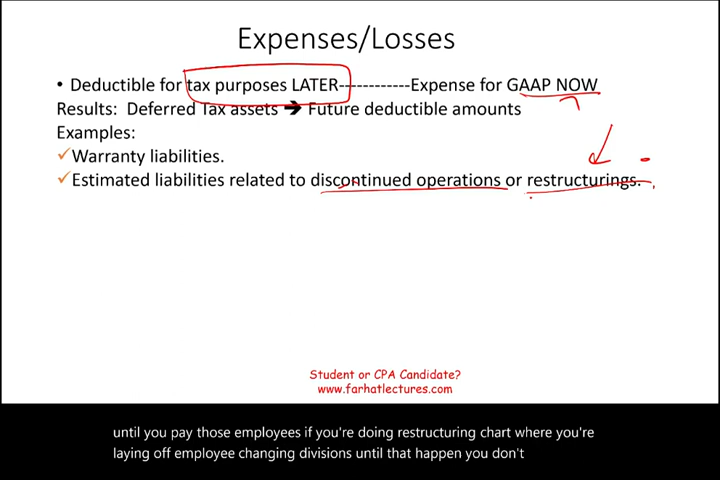 Expenses/Losses
• Deductible for tax purposes LATER-----------Expense for GAAP NOW
Results: Deferred Tax assets → Future deductible amounts
Examples:
✓Warranty liabilities.
✓Estimated liabilities related to discontinued operations or restructurings.
Student or CPA Candidate?
www.farhatlectures.com
until you pay those employees if you're doing restructuring chart where you're
laying off employee changing divisions until that happen you don't